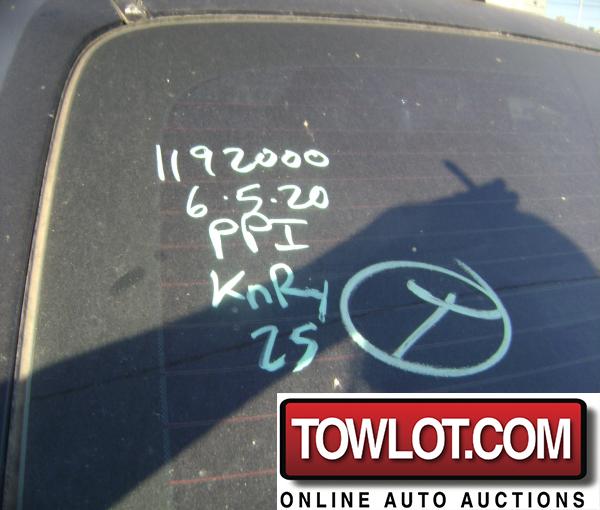 1192000
6.5.20
PPI
KnRy
25
T
TOWLOT.COM
ONLINE AUTO AUCTIONS